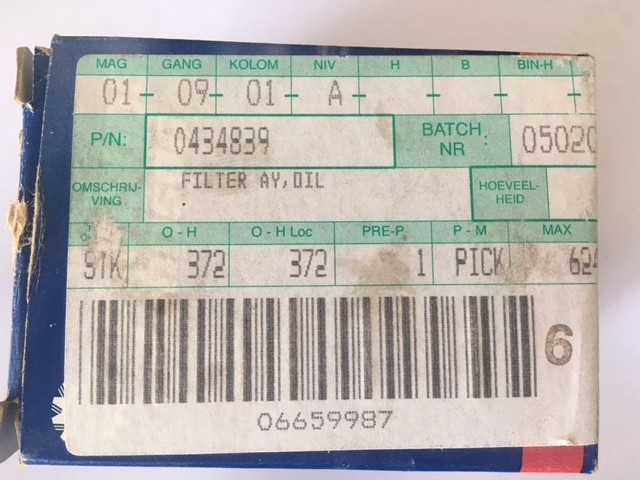 MAG GANG KOLOM NIV H B BIN-H
01 - 09 - 01 - A - - -
P/N: 0434839 BATCH NR : 05020
OMSCHRIJ-VING FILTER AY,OIL HOEVEEL-HEID
O - H O - H Loc PRE-P. P - M MAX
STK 372 372 1 PICK 624
6
06659987